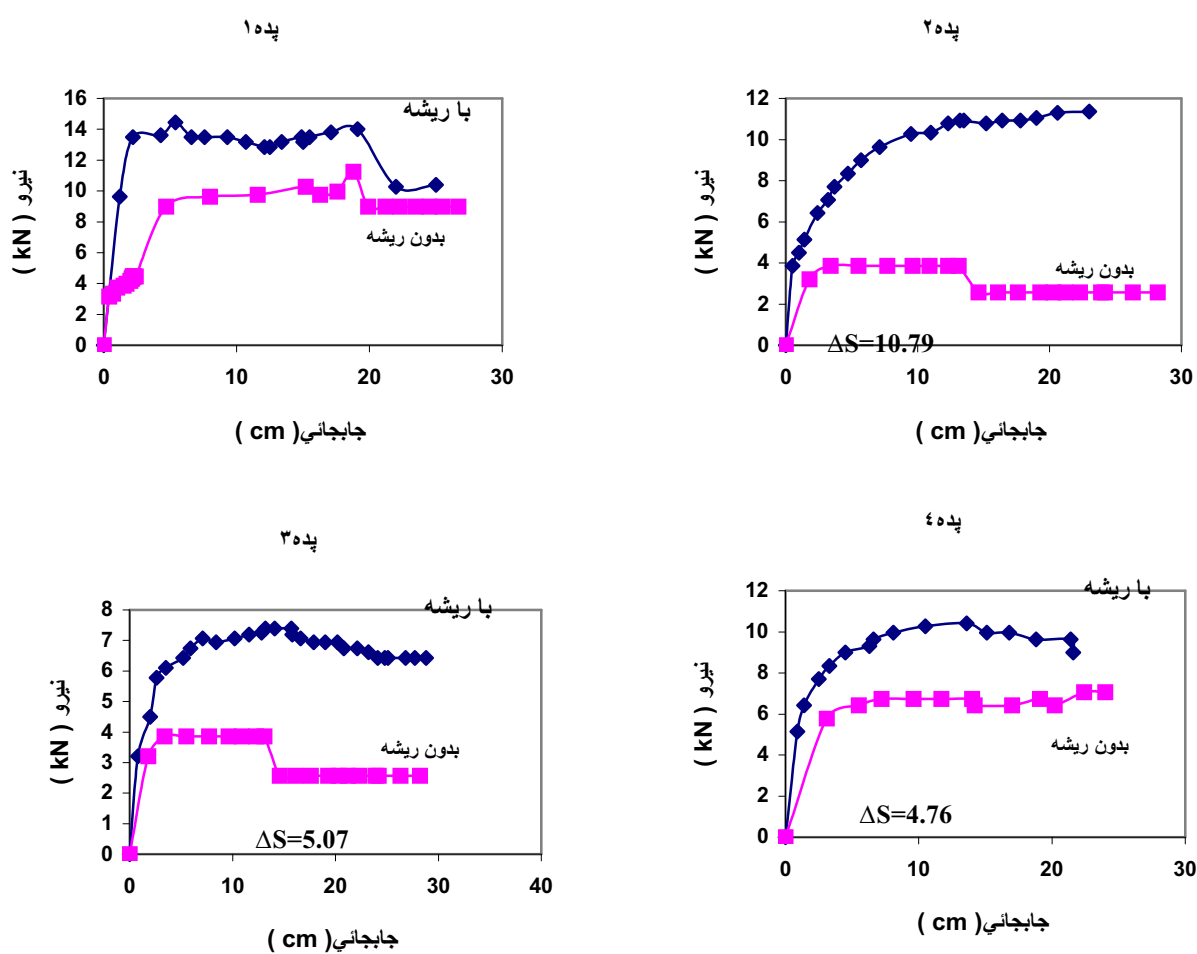 پده۱
نیرو ( kN )
16
14
12
10
8
6
4
2
0
با ریشه
بدون ریشه
0 10 20 30
جابجائي( cm )
پده۲
نیرو ( kN )
12
10
8
6
4
2
0
بدون ریشه
∆S=10.79
0 10 20 30
جابجائي( cm )
پده۳
نیرو ( kN )
8
7
6
5
4
3
2
1
0
با ریشه
بدون ریشه
∆S=5.07
0 10 20 30 40
جابجائي( cm )
پده٤
نیرو ( kN )
12
10
8
6
4
2
0
با ریشه
بدون ریشه
∆S=4.76
0 10 20 30
جابجائي( cm )